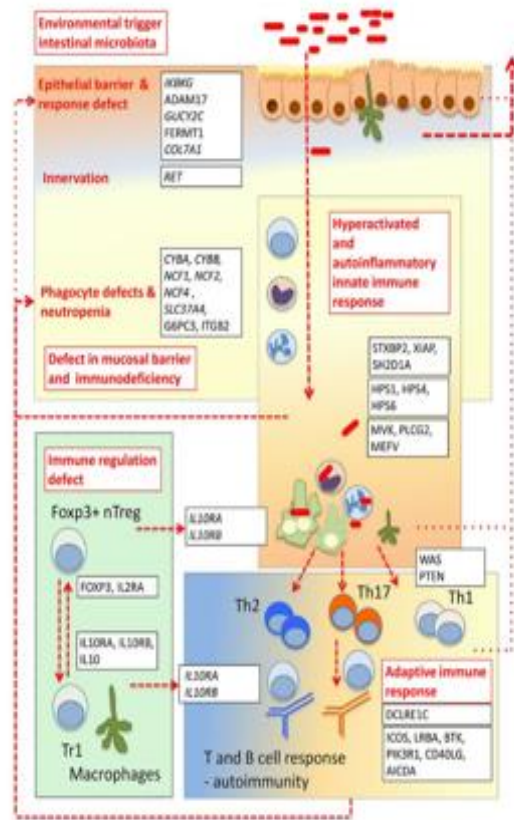 Environmental trigger
intestinal microbiota
Epithelial barrier &
response defect
IKBKG
ADAM17
GUCY2C
FERMT1
COL7A1
Innervation
RET
Phagocyte defects &
neutropenia
CYBA, CYBB,
NCF1, NCF2,
NCF4 ,
SLC37A4,
G6PC3, ITGB2
Defect in mucosal barrier
and immunodeficiency
Hyperactivated
and
autoinflammatory
innate immune
response
STXBP2, XIAP,
SH2D1A
HPS1, HPS4,
HPS6
MVK, PLCG2,
MEFV
Immune regulation
defect
Foxp3+ nTreg
IL10RA
IL10RB
FOXP3, IL2RA
IL10RA, IL10RB,
IL10
Tr1
Macrophages
IL10RA
IL10RB
WAS
PTEN
Th2
Th17
Th1
Adaptive immune
response
DCLRE1C
ICOS, LRBA, BTK,
PIK3R1, CD40LG,
AICDA
T and B cell response
- autoimmunity